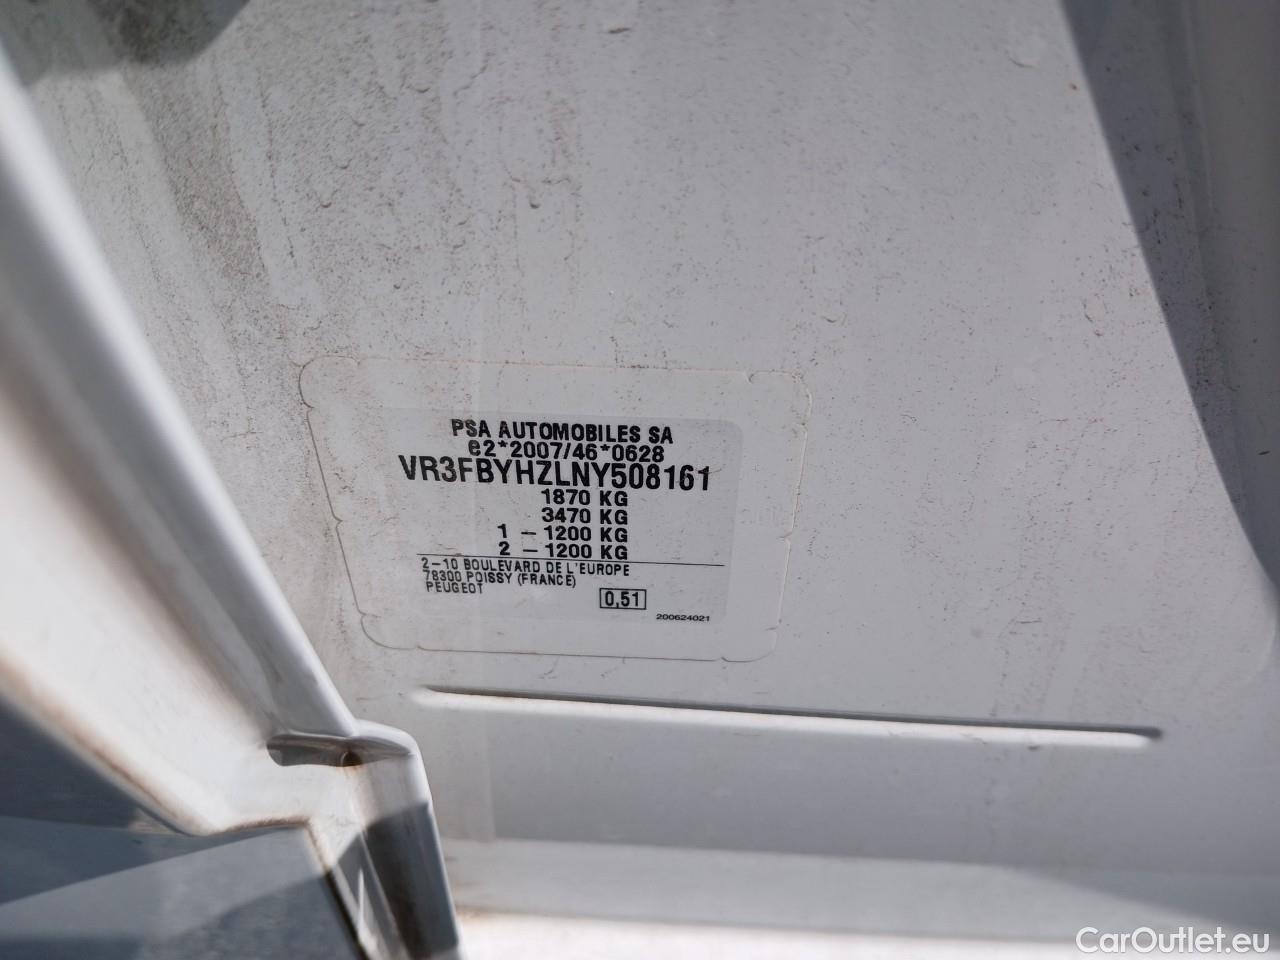 PSA AUTOMOBILES SA
e2*2007/46*0628
VR3FBYHZLNY508161
1870 KG
3470 KG
1 - 1200 KG
2 - 1200 KG
2-10 BOULEVARD DE L'EUROPE
78300 POISSY (FRANCE)
PEUGEOT
0,51
200624021
CarOutlet.eu